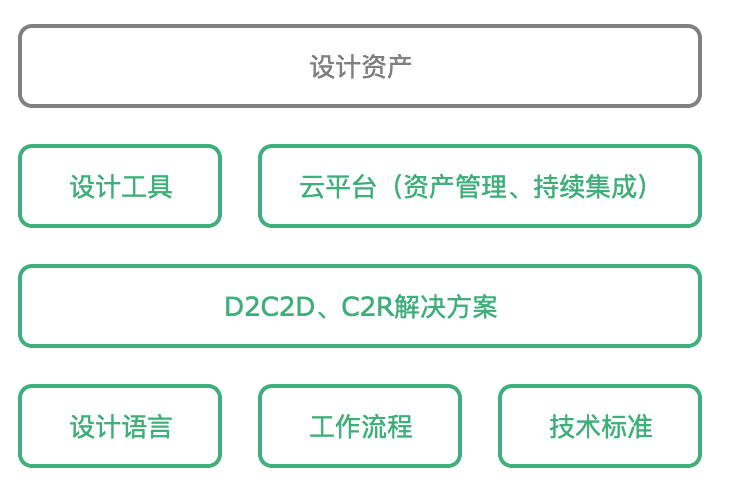 设计资产
设计工具
云平台（资产管理、持续集成）
D2C2D、C2R解决方案
设计语言
工作流程
技术标准